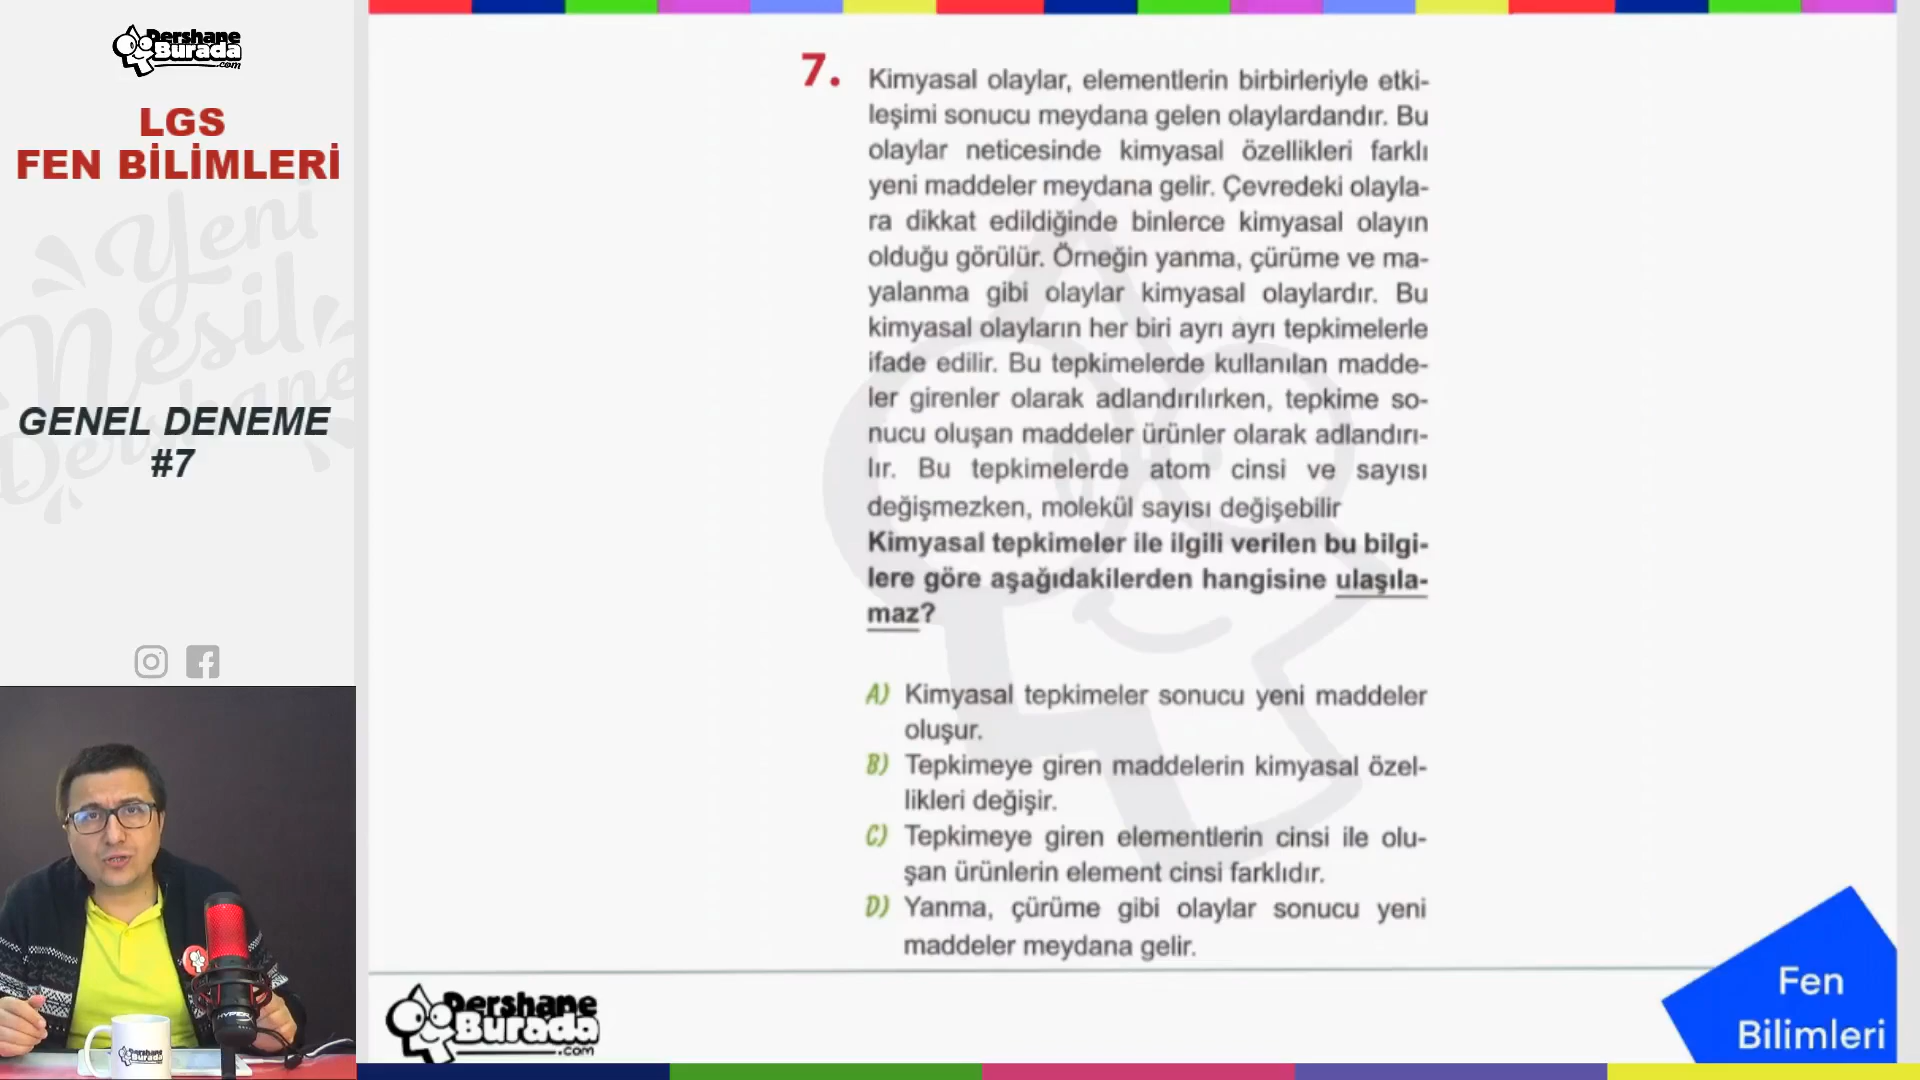 Dershane
Burada
.com
LGS
FEN BİLİMLERİ
Yeni
Nesil
Dershane
GENEL DENEME
#7
7.
Kimyasal olaylar, elementlerin birbirleriyle etki-
leşimi sonucu meydana gelen olaylardandır. Bu
olaylar neticesinde kimyasal özellikleri farklı
yeni maddeler meydana gelir. Çevredeki olayla-
ra dikkat edildiğinde binlerce kimyasal olayın
olduğu görülür. Örneğin yanma, çürüme ve ma-
yalanma gibi olaylar kimyasal olaylardır. Bu
kimyasal olayların her biri ayrı ayrı tepkimelerle
ifade edilir. Bu tepkimelerde kullanılan madde-
ler girenler olarak adlandırılırken, tepkime so-
nucu oluşan maddeler ürünler olarak adlandırı-
lır. Bu tepkimelerde atom cinsi ve sayısı
değişmezken, molekül sayısı değişebilir
Kimyasal tepkimeler ile ilgili verilen bu bilgi-
lere göre aşağıdakilerden hangisine ulaşıla-
maz?
A) Kimyasal tepkimeler sonucu yeni maddeler
oluşur.
B) Tepkimeye giren maddelerin kimyasal özel-
likleri değişir.
C) Tepkimeye giren elementlerin cinsi ile olu-
şan ürünlerin element cinsi farklıdır.
D) Yanma, çürüme gibi olaylar sonucu yeni
maddeler meydana gelir.
HYPERX
Dershane
Burada
Dershane
Burada
.com
Fen
Bilimleri